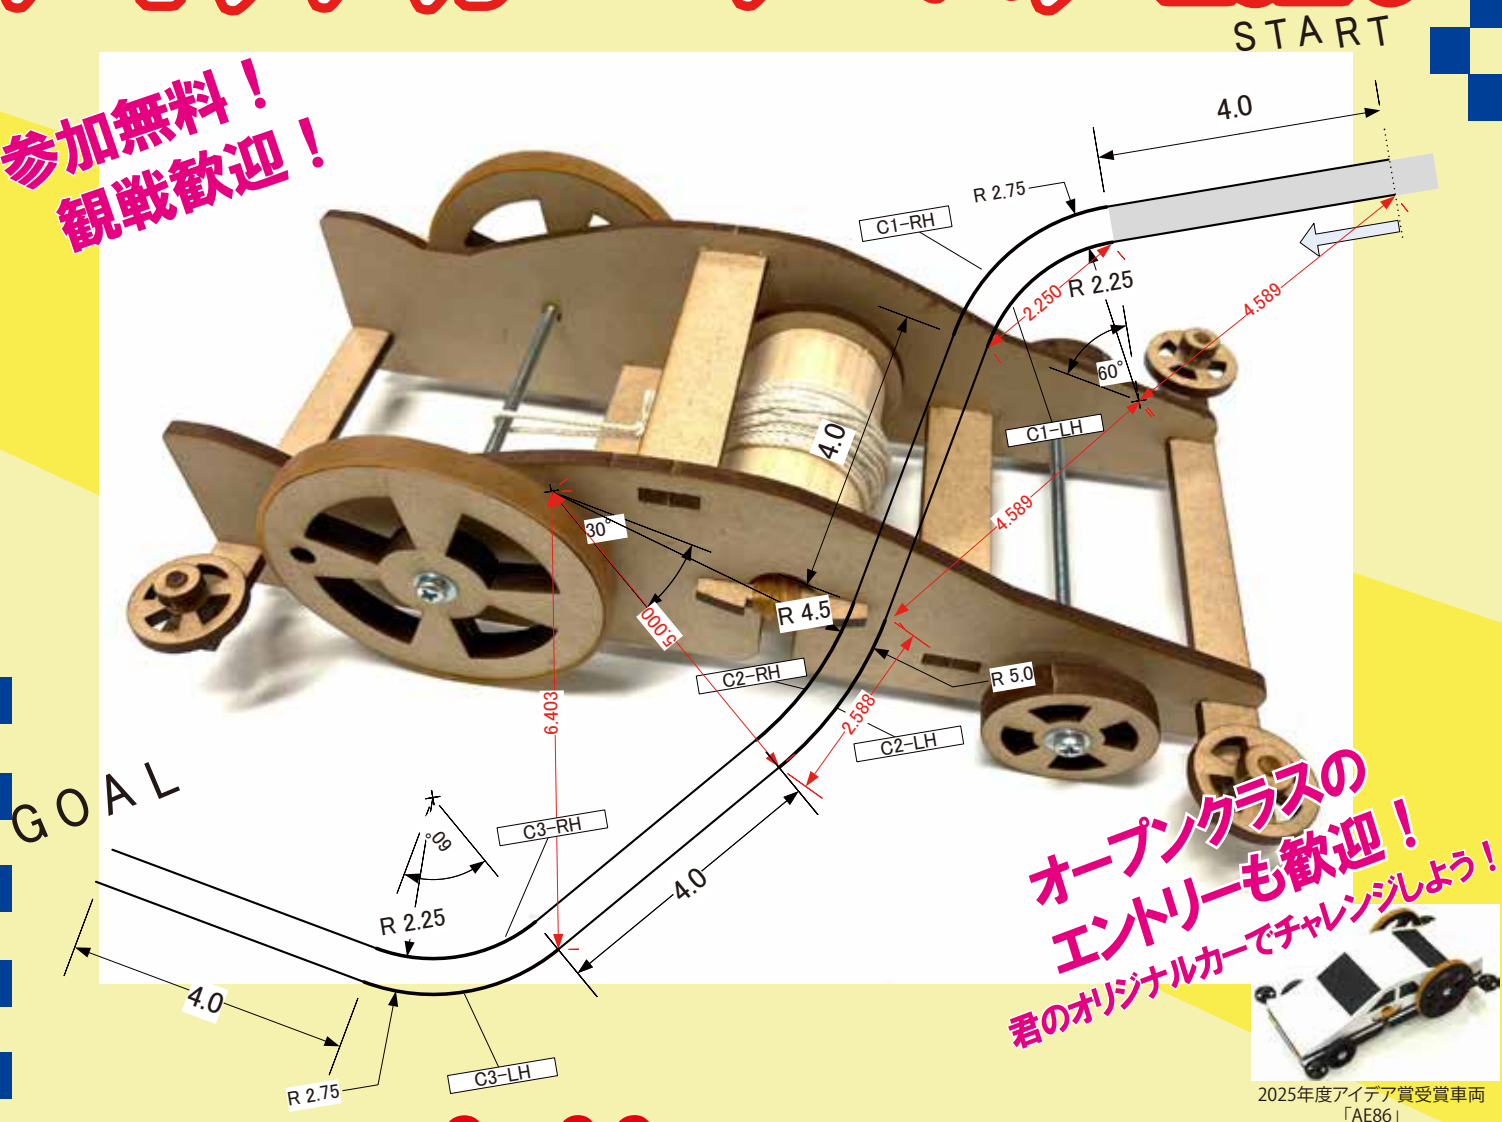 START
参加無料！
観戦歓迎！
4.0
R 2.75
C1-RH
R 2.25
2.250
4.589
60°
C1-LH
4.0
4.589
30°
R 4.5
5.000
C2-RH
R 5.0
6.403
2.588
C2-LH
GOAL
C3-RH
60°
4.0
R 2.25
オープンクラスの
エントリーも歓迎！
君のオリジナルカーでチャレンジしよう！
4.0
C3-LH
R 2.75
2025年度アイデア賞受賞車両
「AE86」